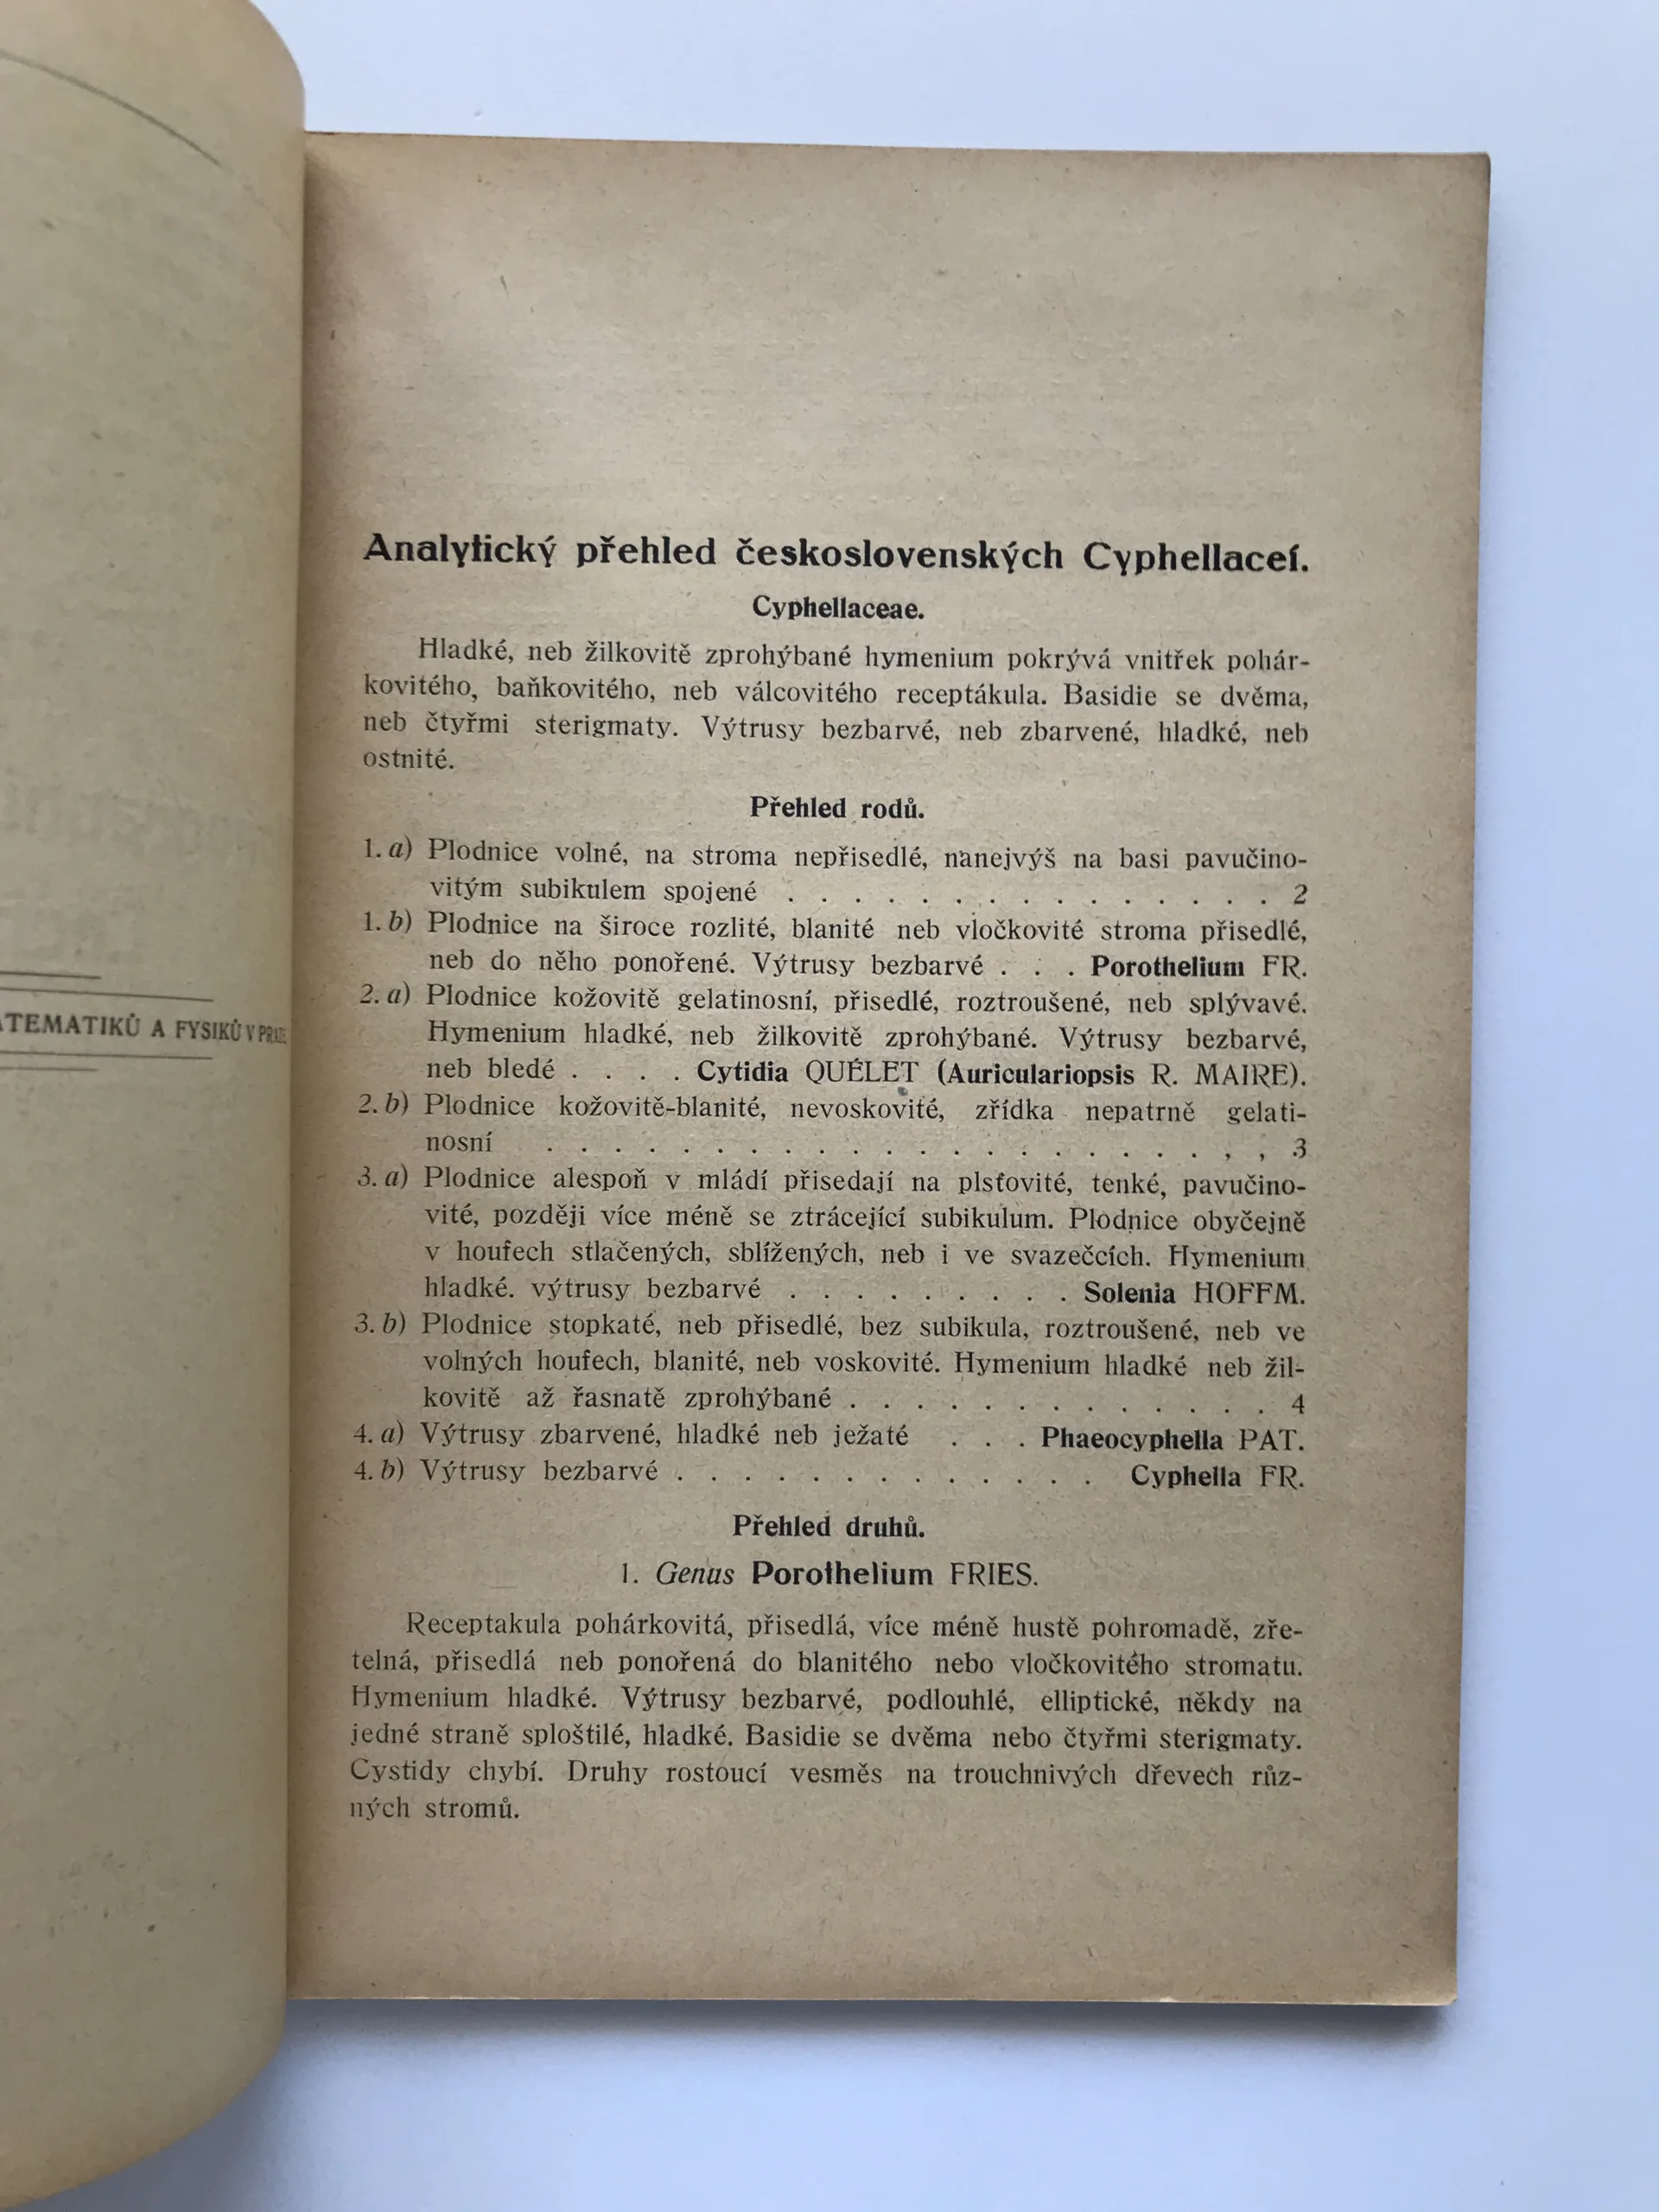 ATEMATIKŮ A FYSIKŮ V PRAZE
Analytický přehled československých Cyphellaceí.
Cyphellaceae.
Hladké, neb žilkovitě zprohýbané hymenium pokrývá vnitřek pohár-
kovitého, baňkovitého, neb válcovitého receptákula. Basidie se dvěma,
neb čtyřmi sterigmaty. Výtrusy bezbarvé, neb zbarvené, hladké, neb
ostnité.
Přehled rodů.
1. a) Plodnice volné, na stroma nepřisedlé, nanejvýš na basi pavučino-
vitým subikulem spojené . . . . . . . . . . . . . . . 2
1. b) Plodnice na široce rozlité, blanité neb vločkovité stroma přisedlé,
neb do něho ponořené. Výtrusy bezbarvé . . . Porothelium FR.
2. a) Plodnice kožovitě gelatinosní, přisedlé, roztroušené, neb splývavé.
Hymenium hladké, neb žilkovitě zprohýbané. Výtrusy bezbarvé,
neb bledé . . . . Cytidia QUÉLET (Auriculariopsis R. MAIRE).
2. b) Plodnice kožovitě-blanité, nevoskovité, zřídka nepatrně gelati-
nosní . . . . . . . . . . . . . . . . . . . . . , , .3
3. a) Plodnice alespoň v mládí přisedají na plsťovité, tenké, pavučino-
vité, později více méně se ztrácející subikulum. Plodnice obyčejně
v houfech stlačených, sblížených, neb i ve svazečcích. Hymenium
hladké. výtrusy bezbarvé . . . . . . . . . Solenia HOFFM.
3. b) Plodnice stopkaté, neb přisedlé, bez subikula, roztroušené, neb ve
volných houfech, blanité, neb voskovité. Hymenium hladké neb žil-
kovitě až řasnatě zprohýbané . . . . . . . . . . . . . 4
4. a) Výtrusy zbarvené, hladké neb ježaté . . . Phaeocyphella PAT.
4. b) Výtrusy bezbarvé . . . . . . . . . . . . Cyphella FR.
Přehled druhů.
1. Genus Porothelium FRIES.
Receptakula pohárkovitá, přisedlá, více méně hustě pohromadě, zře-
telná, přisedlá neb ponořená do blanitého nebo vločkovitého stromatu.
Hymenium hladké. Výtrusy bezbarvé, podlouhlé, elliptické, někdy na
jedné straně sploštilé, hladké. Basidie se dvěma nebo čtyřmi sterigmaty.
Cystidy chybí. Druhy rostoucí vesměs na trouchnivých dřevech růz-
ných stromů.